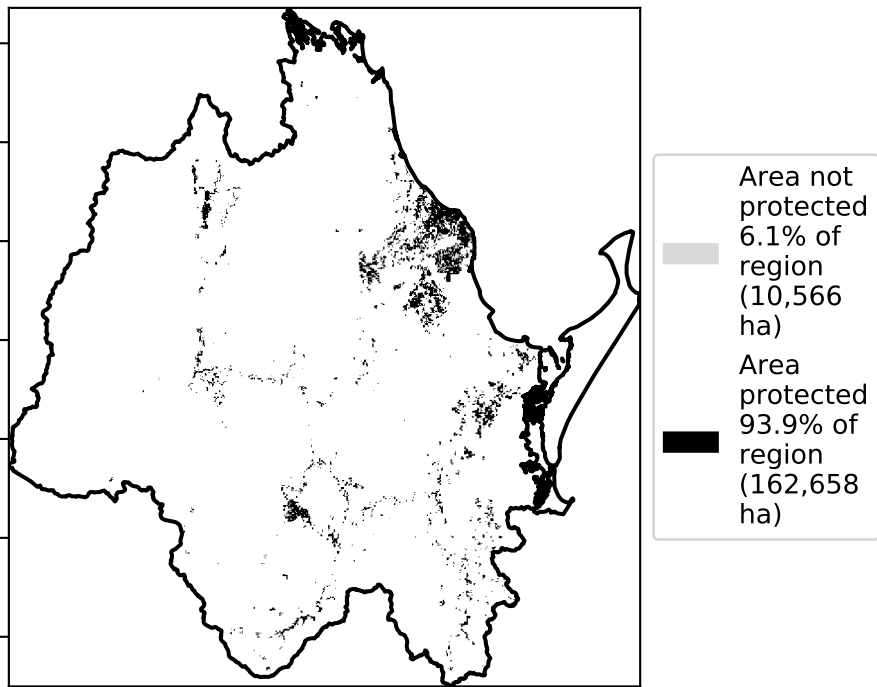 Area not
protected
6.1% of
region
(10,566
ha)
Area
protected
93.9% of
region
(162,658
ha)